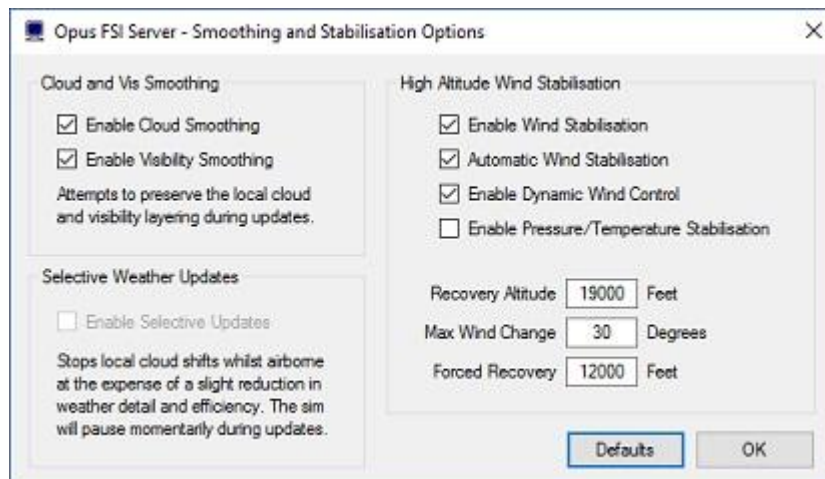 Opus FSI Server - Smoothing and Stabilisation Options
Cloud and Vis Smoothing
Enable Cloud Smoothing
Enable Visibility Smoothing
Attempts to preserve the local cloud
and visibility layering during updates.
Selective Weather Updates
Enable Selective Updates
Stops local cloud shifts whilst airborne
at the expense of a slight reduction in
weather detail and efficiency. The sim
will pause momentarily during updates.
High Altitude Wind Stabilisation
Enable Wind Stabilisation
Automatic Wind Stabilisation
Enable Dynamic Wind Control
Enable Pressure/Temperature Stabilisation
Recovery Altitude 19000 Feet
Max Wind Change 30 Degrees
Forced Recovery 12000 Feet
Defaults OK